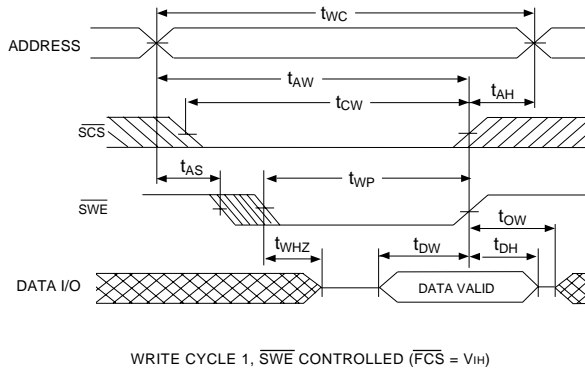 tWC
ADDRESS
tAW
tCW
tAH
SCS
tAS
tWP
SWE
tOW
tWHZ
tDW
tDH
DATA I/O
DATA VALID
WRITE CYCLE 1, SWE CONTROLLED (FCS = VIH)